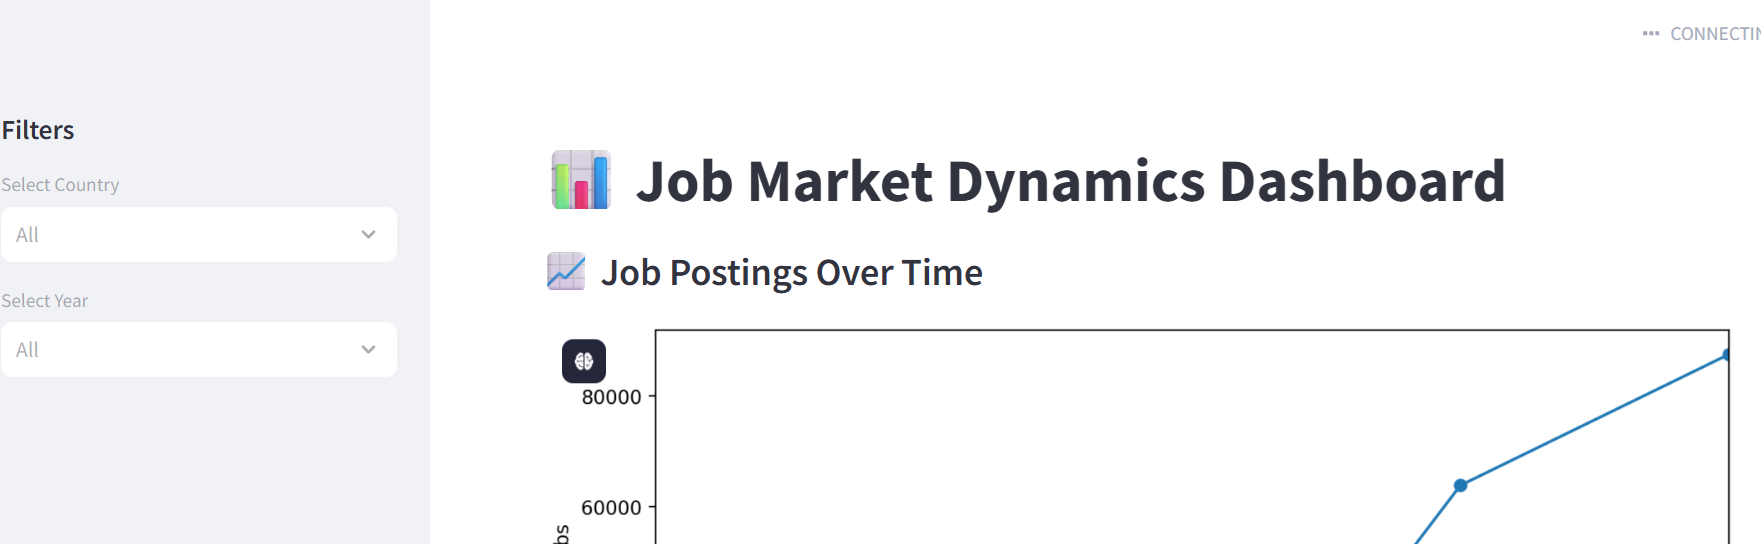 CONNECTIN
Filters
Select Country
All
Select Year
All
Job Market Dynamics Dashboard
Job Postings Over Time
80000
60000
bs